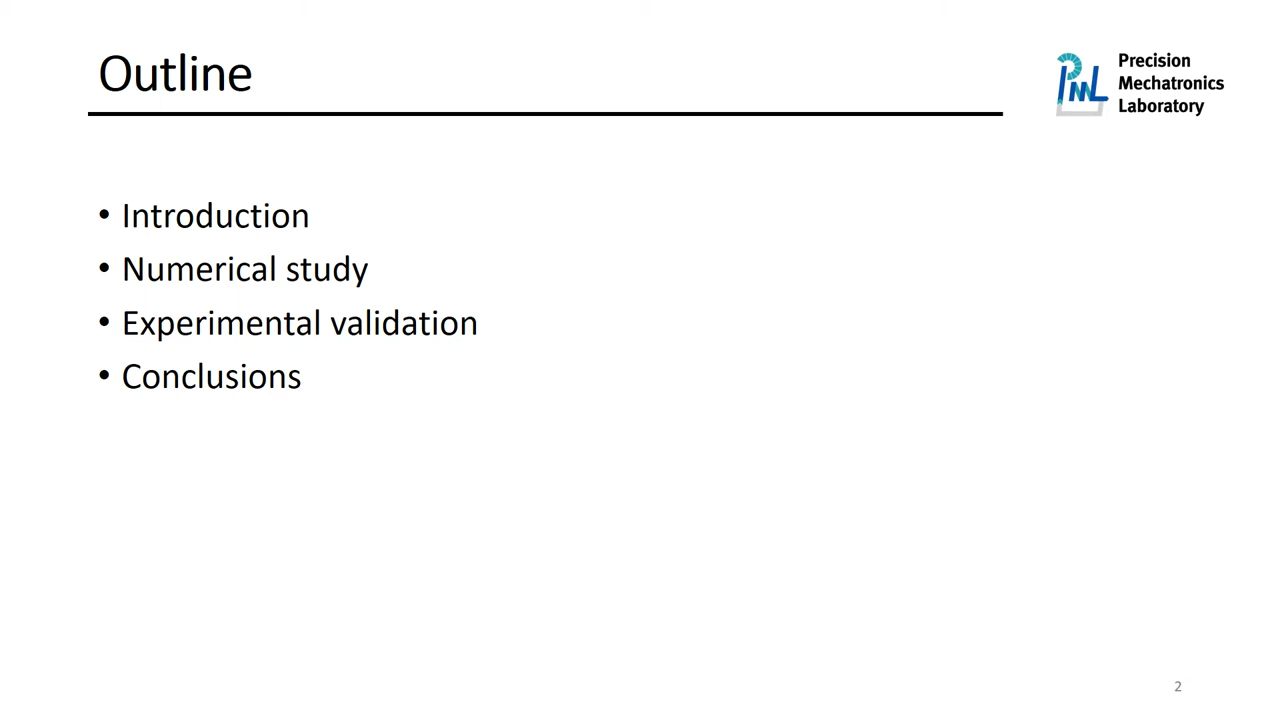 Outline
Precision
Mechatronics
Laboratory
• Introduction
• Numerical study
• Experimental validation
• Conclusions
2